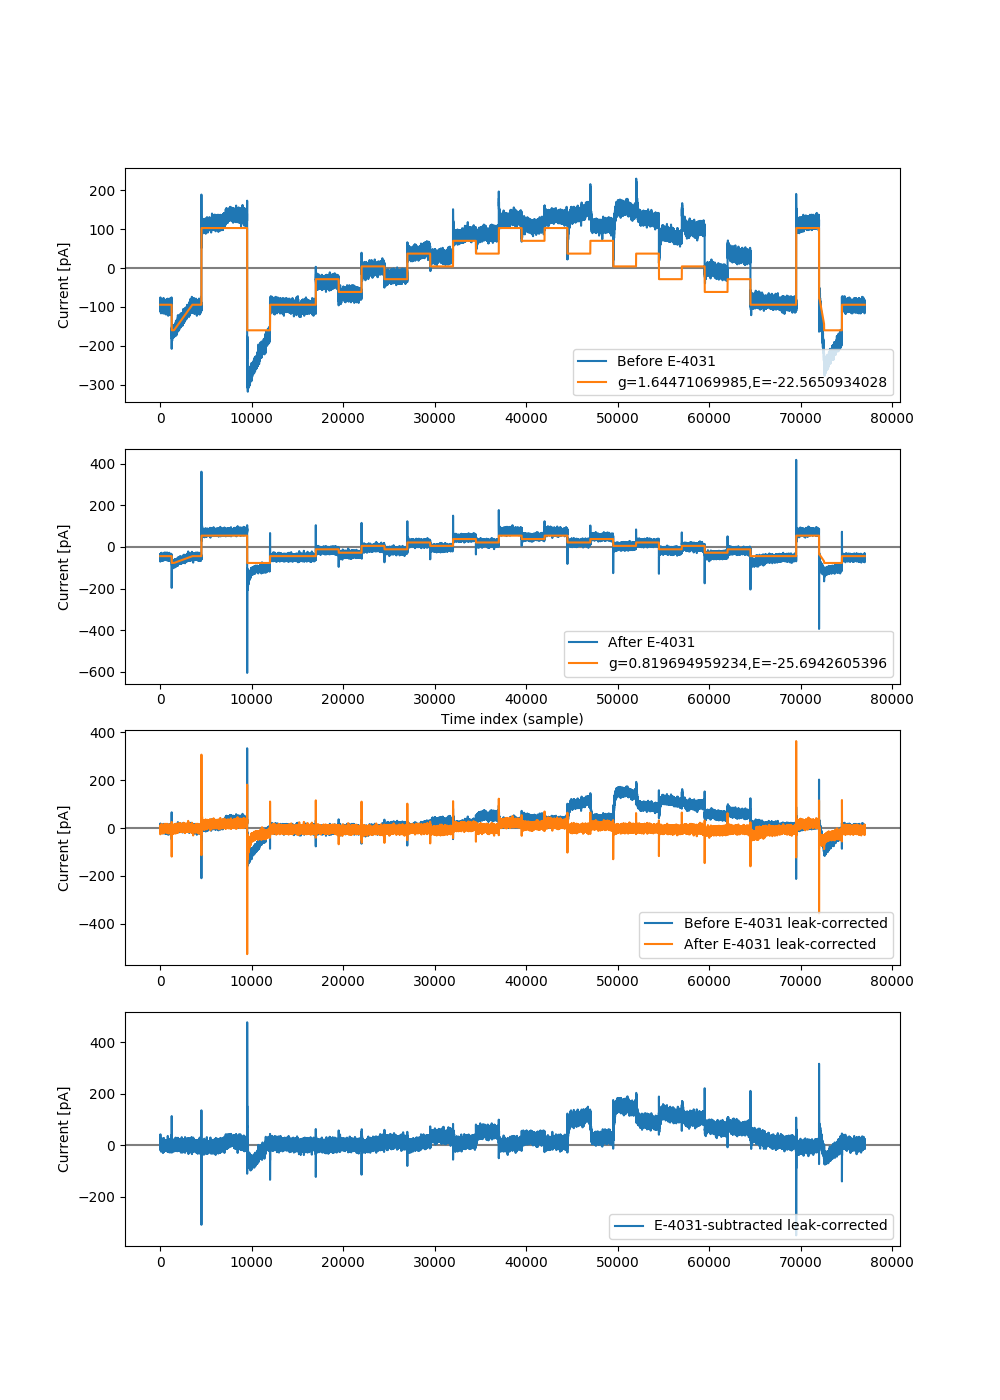 200
100
0
−100
−200
−300
Current [pA]
Before E-4031
g=1.64471069985,E=-22.5650934028
0 10000 20000 30000 40000 50000 60000 70000 80000
400
200
0
−200
−400
−600
Current [pA]
After E-4031
g=0.819694959234,E=-25.6942605396
0 10000 20000 30000 40000 50000 60000 70000 80000
Time index (sample)
400
200
0
−200
−400
Current [pA]
Before E-4031 leak-corrected
After E-4031 leak-corrected
0 10000 20000 30000 40000 50000 60000 70000 80000
400
200
0
−200
Current [pA]
E-4031-subtracted leak-corrected
0 10000 20000 30000 40000 50000 60000 70000 80000